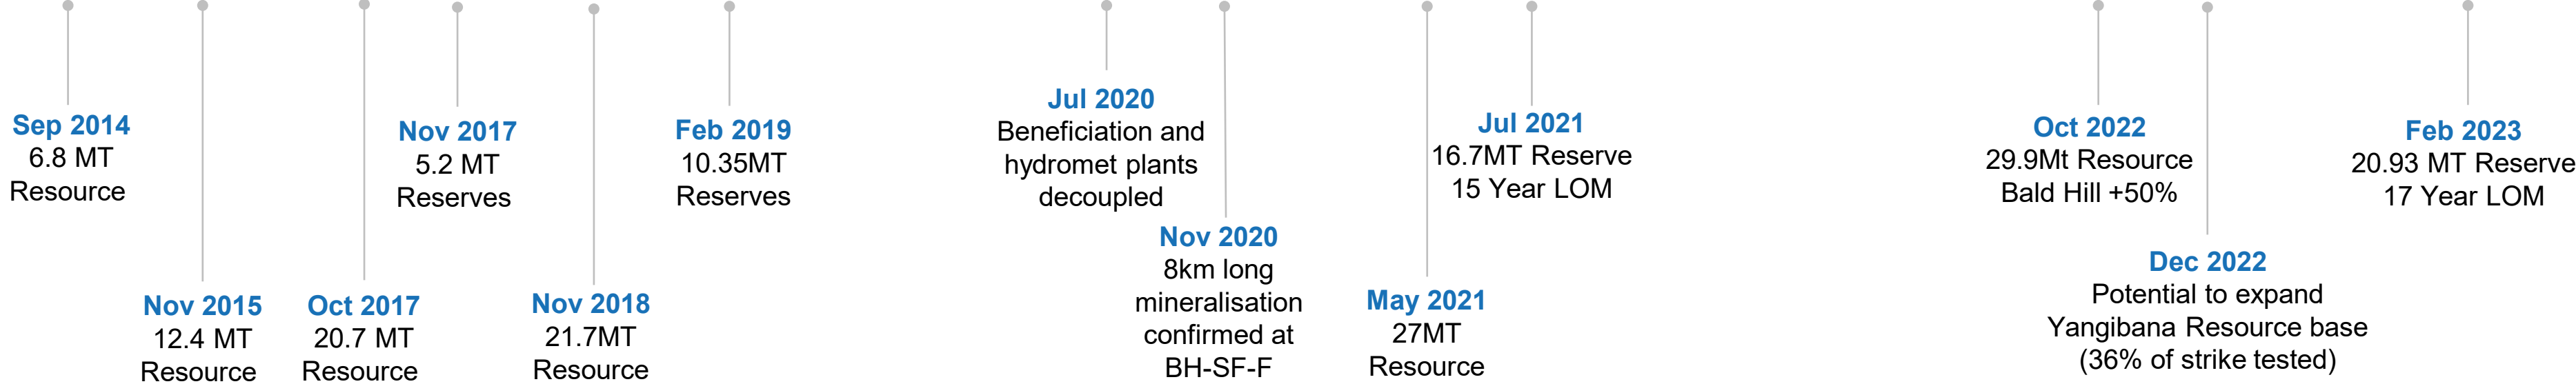 Sep 2014
6.8 MT
Resource
Nov 2015
12.4 MT
Resource
Oct 2017
20.7 MT
Resource
Nov 2017
5.2 MT
Reserves
Nov 2018
21.7MT
Resource
Feb 2019
10.35MT
Reserves
Jul 2020
Beneficiation and
hydromet plants
decoupled
Nov 2020
8km long
mineralisation
confirmed at
BH-SF-F
May 2021
27MT
Resource
Jul 2021
16.7MT Reserve
15 Year LOM
Oct 2022
29.9Mt Resource
Bald Hill +50%
Dec 2022
Potential to expand
Yangibana Resource base
(36% of strike tested)
Feb 2023
20.93 MT Reserve
17 Year LOM